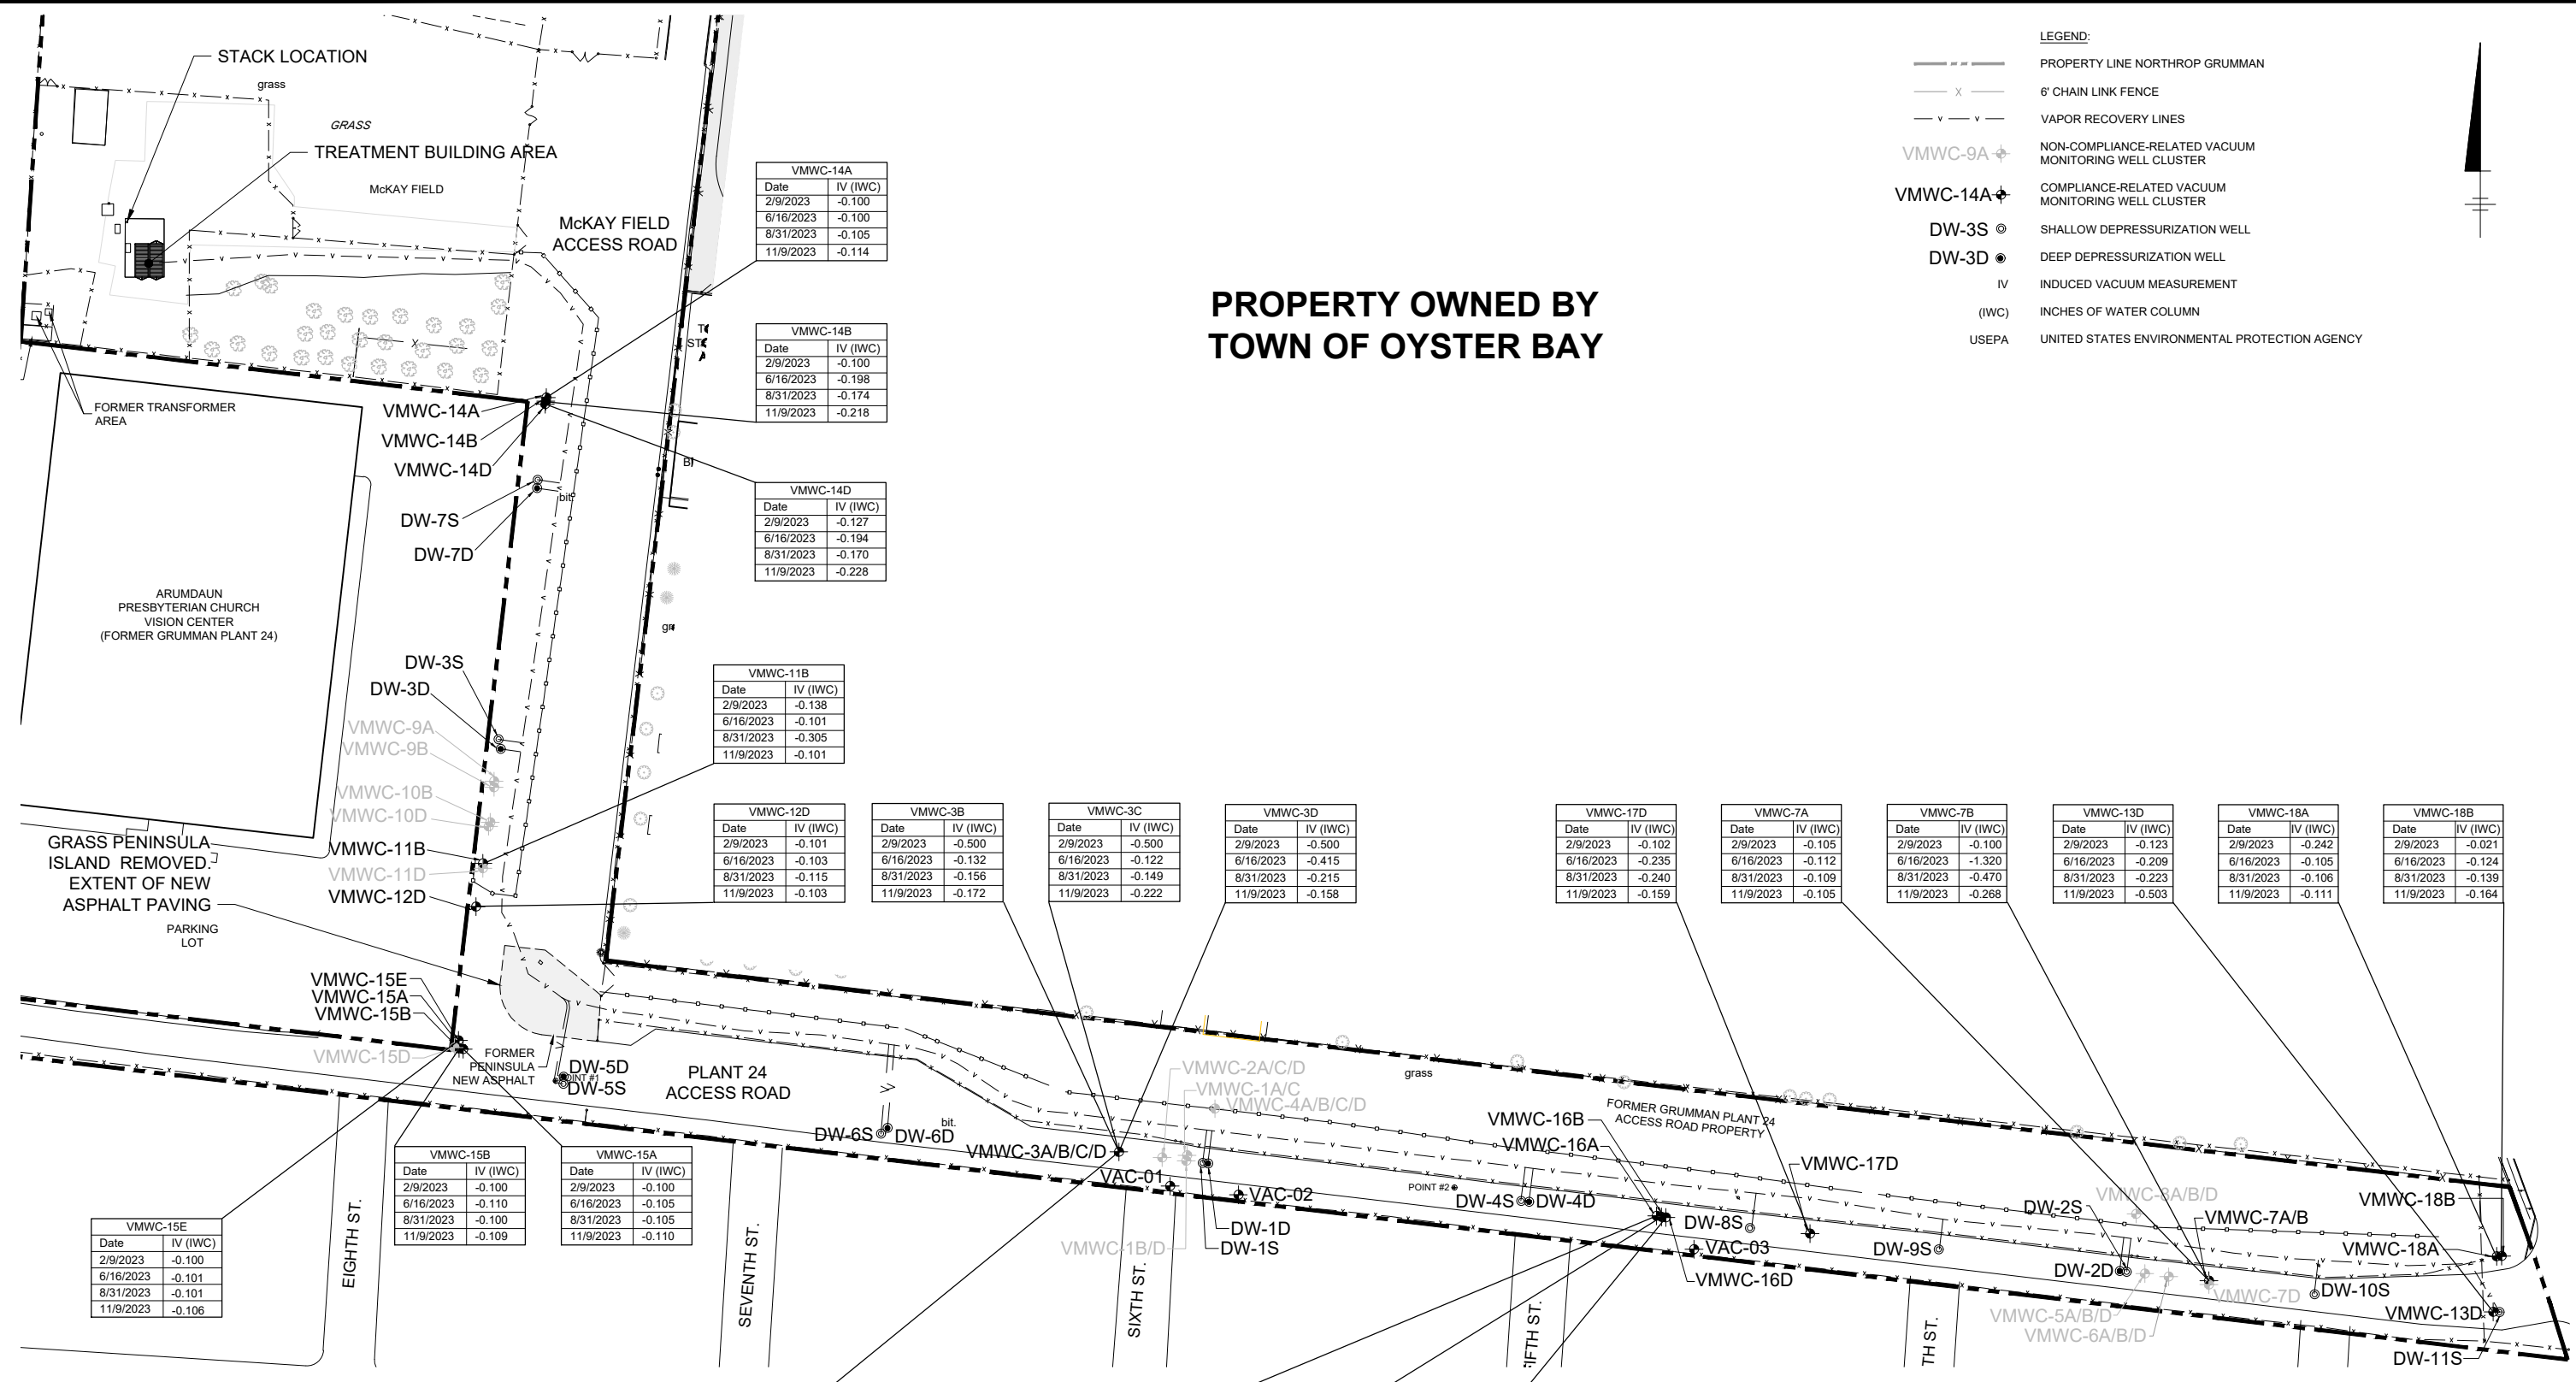 STACK LOCATION
grass
GRASS
TREATMENT BUILDING AREA
McKAY FIELD
McKAY FIELD
ACCESS ROAD
FORMER TRANSFORMER
AREA
ARUMDAUN
PRESBYTERIAN CHURCH
VISION CENTER
(FORMER GRUMMAN PLANT 24)
PROPERTY OWNED BY
TOWN OF OYSTER BAY
LEGEND:
PROPERTY LINE NORTHROP GRUMMAN
X 6' CHAIN LINK FENCE
V V VAPOR RECOVERY LINES
VMWC-9A NON-COMPLIANCE-RELATED VACUUM
MONITORING WELL CLUSTER
VMWC-14A COMPLIANCE-RELATED VACUUM
MONITORING WELL CLUSTER
DW-3S SHALLOW DEPRESSURIZATION WELL
DW-3D DEEP DEPRESSURIZATION WELL
IV INDUCED VACUUM MEASUREMENT
(IWC) INCHES OF WATER COLUMN
USEPA UNITED STATES ENVIRONMENTAL PROTECTION AGENCY
VMWC-14A
Date IV (IWC)
2/9/2023 -0.100
6/16/2023 -0.100
8/31/2023 -0.105
11/9/2023 -0.114
VMWC-14B
Date IV (IWC)
2/9/2023 -0.100
6/16/2023 -0.198
8/31/2023 -0.174
11/9/2023 -0.218
VMWC-14D
Date IV (IWC)
2/9/2023 -0.127
6/16/2023 -0.194
8/31/2023 -0.170
11/9/2023 -0.228
VMWC-14A
VMWC-14B
VMWC-14D
DW-7S
DW-7D
bit.
DW-3S
DW-3D
VMWC-9A
VMWC-9B
VMWC-10B
VMWC-10D
VMWC-11B
VMWC-11D
VMWC-12D
GRASS PENINSULA
ISLAND REMOVED.
EXTENT OF NEW
ASPHALT PAVING
PARKING
LOT
VMWC-11B
Date IV (IWC)
2/9/2023 -0.138
6/16/2023 -0.101
8/31/2023 -0.305
11/9/2023 -0.101
VMWC-12D
Date IV (IWC)
2/9/2023 -0.101
6/16/2023 -0.103
8/31/2023 -0.115
11/9/2023 -0.103
VMWC-3B
Date IV (IWC)
2/9/2023 -0.500
6/16/2023 -0.132
8/31/2023 -0.156
11/9/2023 -0.172
VMWC-3C
Date IV (IWC)
2/9/2023 -0.500
6/16/2023 -0.122
8/31/2023 -0.149
11/9/2023 -0.222
VMWC-3D
Date IV (IWC)
2/9/2023 -0.500
6/16/2023 -0.415
8/31/2023 -0.215
11/9/2023 -0.158
VMWC-17D
Date IV (IWC)
2/9/2023 -0.102
6/16/2023 -0.235
8/31/2023 -0.240
11/9/2023 -0.159
VMWC-7A
Date IV (IWC)
2/9/2023 -0.105
6/16/2023 -0.112
8/31/2023 -0.109
11/9/2023 -0.105
VMWC-7B
Date IV (IWC)
2/9/2023 -0.100
6/16/2023 -1.320
8/31/2023 -0.470
11/9/2023 -0.268
VMWC-13D
Date IV (IWC)
2/9/2023 -0.123
6/16/2023 -0.209
8/31/2023 -0.223
11/9/2023 -0.503
VMWC-18A
Date IV (IWC)
2/9/2023 -0.242
6/16/2023 -0.105
8/31/2023 -0.106
11/9/2023 -0.111
VMWC-18B
Date IV (IWC)
2/9/2023 -0.021
6/16/2023 -0.124
8/31/2023 -0.139
11/9/2023 -0.164
VMWC-15E
VMWC-15A
VMWC-15B
VMWC-15D
FORMER
PENINSULA
NEW ASPHALT
DW-5D
DW-5S
PLANT 24
ACCESS ROAD
DW-6S
DW-6D
bit.
VMWC-3A/B/C/D
VMWC-2A/C/D
VMWC-1A/C
VMWC-4A/B/C/D
VAC-01
VAC-02
DW-1D
DW-1S
VMWC-1B/D
grass
POINT #2
DW-4S
DW-4D
VMWC-16B
VMWC-16A
FORMER GRUMMAN PLANT 24
ACCESS ROAD PROPERTY
VMWC-17D
DW-8S
VAC-03
VMWC-16D
DW-9S
DW-2S
DW-2D
VMWC-8A/B/D
VMWC-7A/B
VMWC-7D
VMWC-5A/B/D
VMWC-6A/B/D
DW-10S
VMWC-18B
VMWC-18A
VMWC-13D
DW-11S
VMWC-15E
Date IV (IWC)
2/9/2023 -0.100
6/16/2023 -0.101
8/31/2023 -0.101
11/9/2023 -0.106
VMWC-15B
Date IV (IWC)
2/9/2023 -0.100
6/16/2023 -0.110
8/31/2023 -0.100
11/9/2023 -0.109
VMWC-15A
Date IV (IWC)
2/9/2023 -0.100
6/16/2023 -0.105
8/31/2023 -0.105
11/9/2023 -0.110
EIGHTH ST.
SEVENTH ST.
SIXTH ST.
IFTH ST.
TH ST.